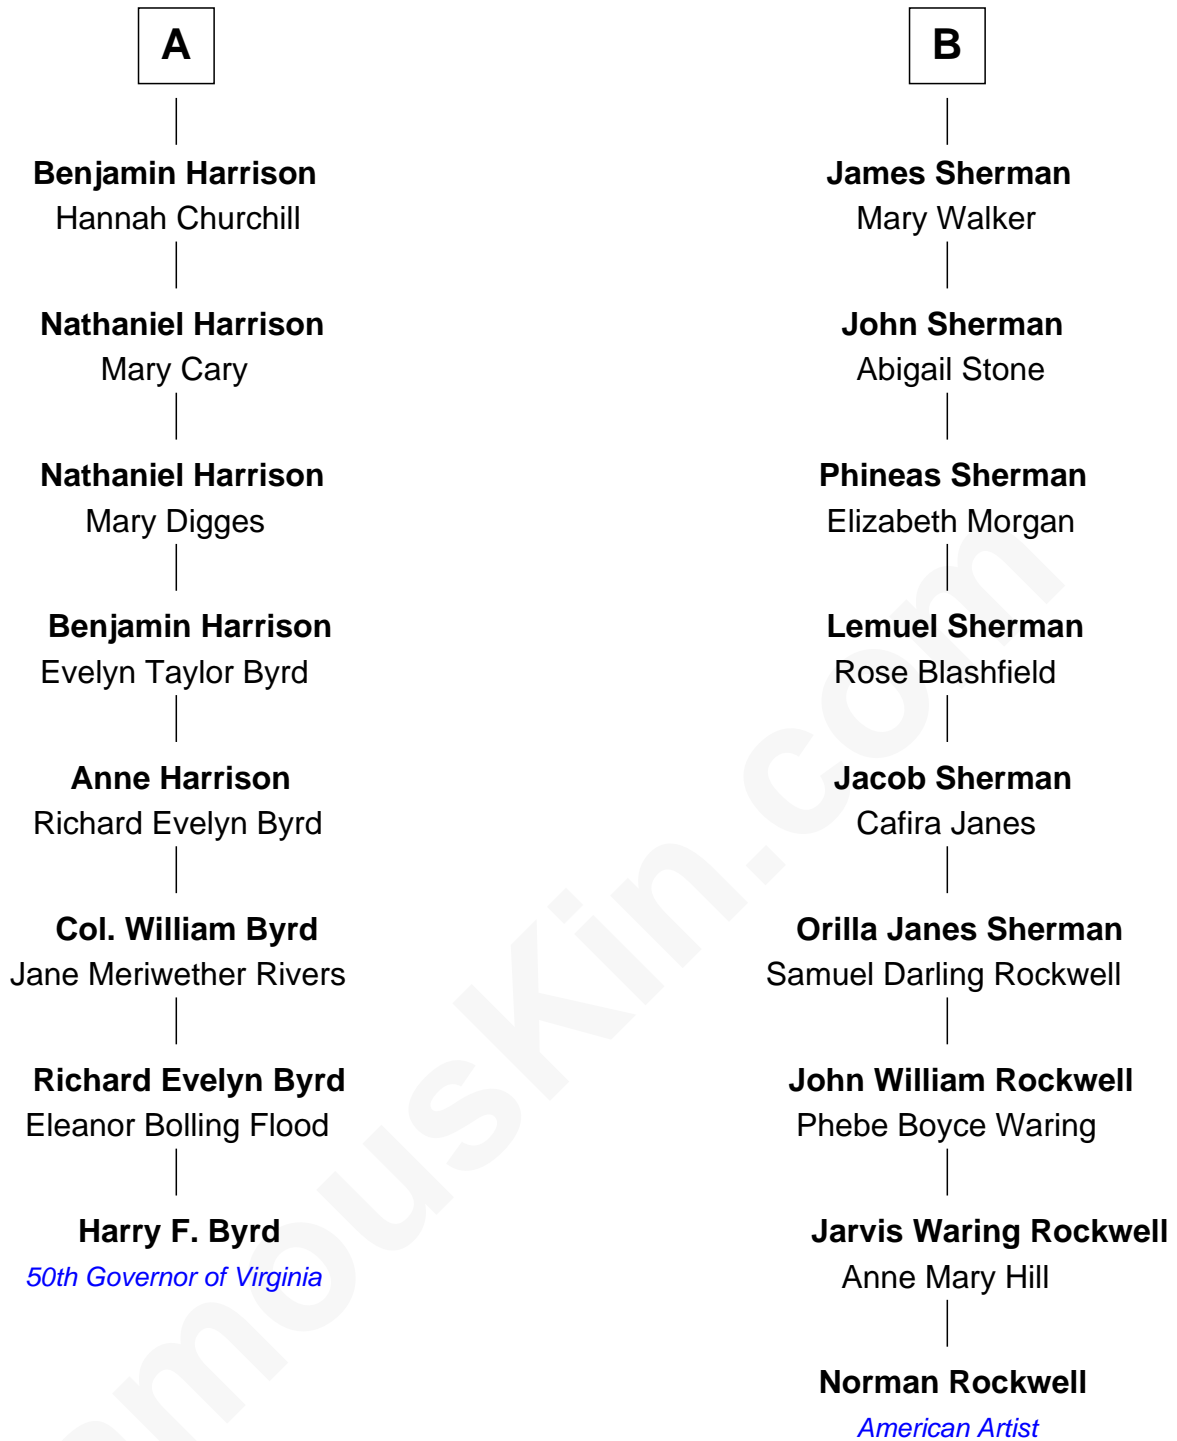 A
Benjamin Harrison
Hannah Churchill
Nathaniel Harrison
Mary Cary
Nathaniel Harrison
Mary Digges
Benjamin Harrison
Evelyn Taylor Byrd
Anne Harrison
Richard Evelyn Byrd
Col. William Byrd
Jane Meriwether Rivers
Richard Evelyn Byrd
Eleanor Bolling Flood
Harry F. Byrd
50th Governor of Virginia
B
James Sherman
Mary Walker
John Sherman
Abigail Stone
Phineas Sherman
Elizabeth Morgan
Lemuel Sherman
Rose Blashfield
Jacob Sherman
Cafira Janes
Orilla Janes Sherman
Samuel Darling Rockwell
John William Rockwell
Phebe Boyce Waring
Jarvis Waring Rockwell
Anne Mary Hill
Norman Rockwell
American Artist
amousKin.com